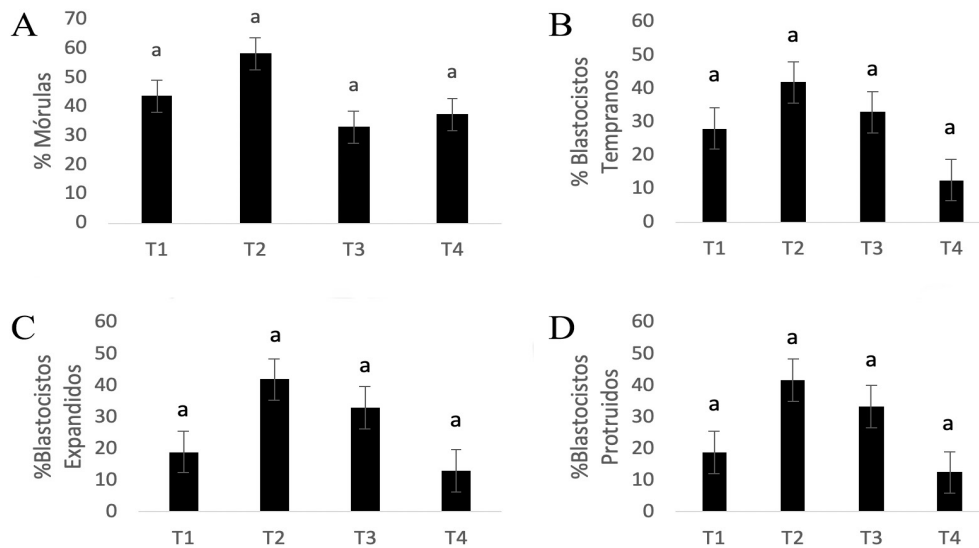 A
% Mórulas
70
60
50
40
30
20
10
0
a
a
a
a
T1 T2 T3 T4
B
% Blastocistos
Tempranos
60
50
40
30
20
10
0
a
a
a
a
T1 T2 T3 T4
C
%Blastocistos
Expandidos
60
50
40
30
20
10
0
a
a
a
a
T1 T2 T3 T4
D
%Blastocistos
Protruidos
60
50
40
30
20
10
0
a
a
a
a
T1 T2 T3 T4